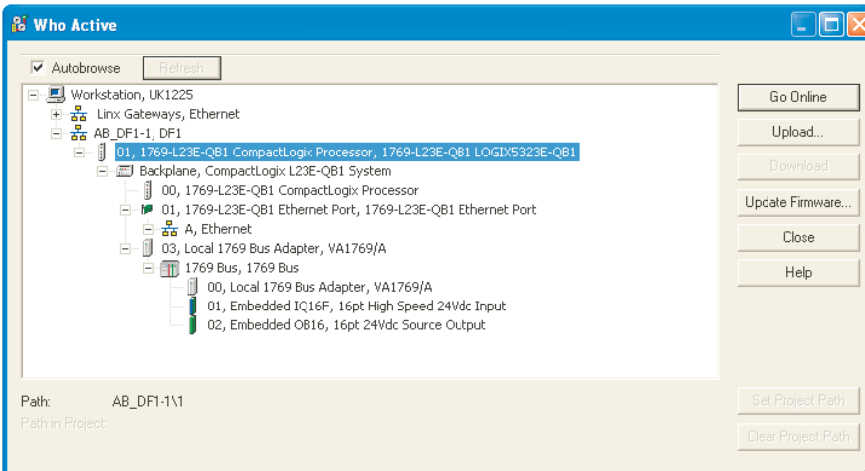 Who Active
Autobrowse
Refresh
Workstation, UK1225
Linx Gateways, Ethernet
AB_DF1-1, DF1
01, 1769-L23E-QB1 CompactLogix Processor, 1769-L23E-QB1 LOGIX5323E-QB1
Backplane, CompactLogix L23E-QB1 System
00, 1769-L23E-QB1 CompactLogix Processor
01, 1769-L23E-QB1 Ethernet Port, 1769-L23E-QB1 Ethernet Port
A, Ethernet
03, Local 1769 Bus Adapter, VA1769/A
1769 Bus, 1769 Bus
00, Local 1769 Bus Adapter, VA1769/A
01, Embedded IQ16F, 16pt High Speed 24Vdc Input
02, Embedded OB16, 16pt 24Vdc Source Output
Go Online
Upload...
Download
Update Firmware...
Close
Help
Path: AB_DF1-1\1
Path in Project:
Set Project Path
Clear Project Path